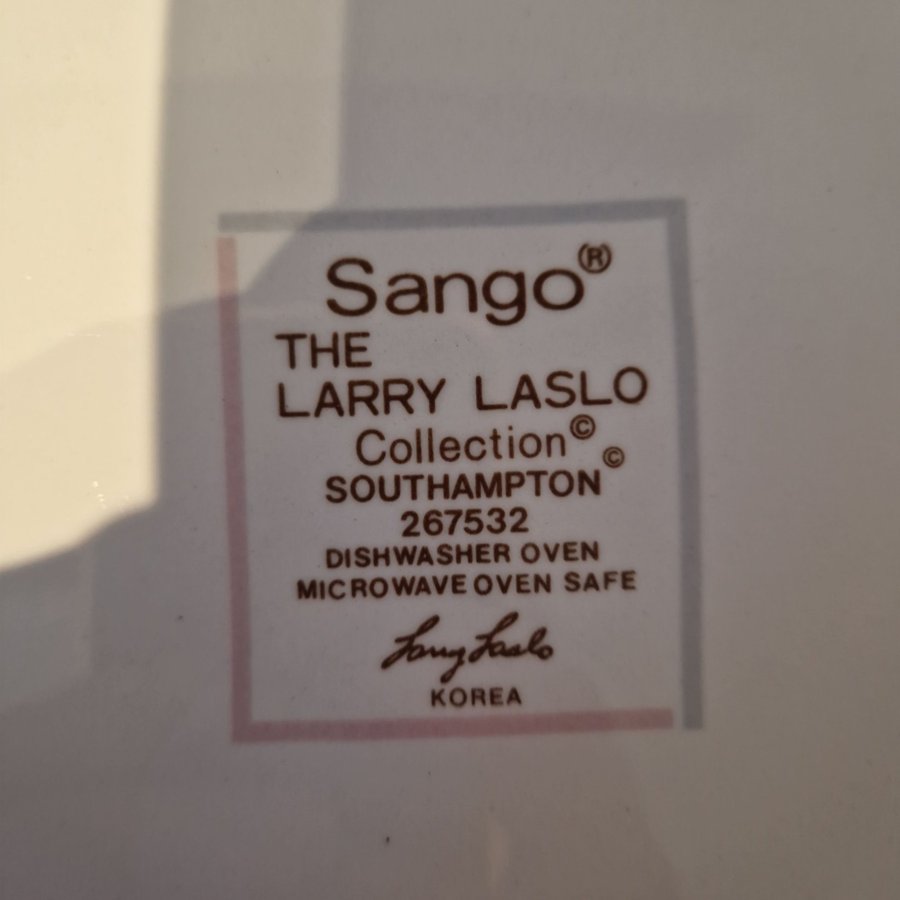 Sango®
THE
LARRY LASLO
Collection©
SOUTHAMPTON©
267532
DISHWASHER OVEN
MICROWAVE OVEN SAFE
Larry Laslo
KOREA